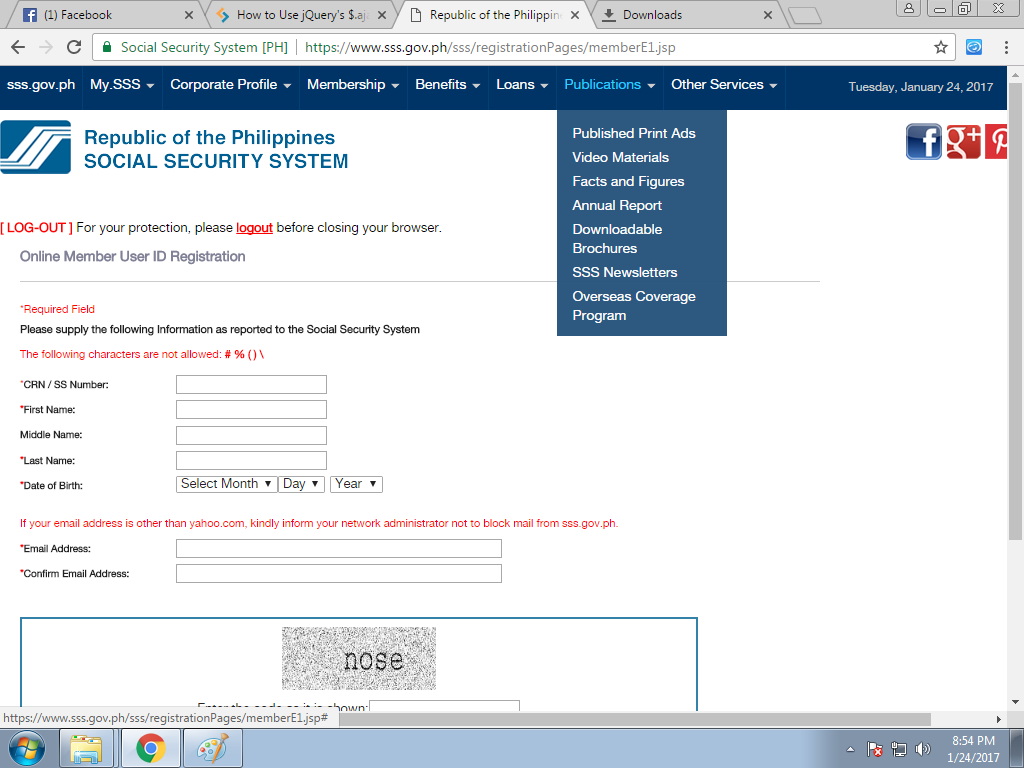 (1) Facebook
How to Use jQuery's $.aj
Republic of the Philippin
Downloads
Social Security System [PH] https://www.sss.gov.ph/sss/registrationPages/memberE1.jsp
sss.gov.ph My.SSS Corporate Profile Membership Benefits Loans Publications Other Services Tuesday, January 24, 2017
Published Print Ads
Video Materials
Facts and Figures
Annual Report
Downloadable
Brochures
SSS Newsletters
Overseas Coverage
Program
Republic of the Philippines
SOCIAL SECURITY SYSTEM
[ LOG-OUT ] For your protection, please logout before closing your browser.
Online Member User ID Registration
*Required Field
Please supply the following Information as reported to the Social Security System
The following characters are not allowed: # % ( ) \
*CRN / SS Number:
*First Name:
Middle Name:
*Last Name:
*Date of Birth: Select Month Day Year
If your email address is other than yahoo.com, kindly inform your network administrator not to block mail from sss.gov.ph.
*Email Address:
*Confirm Email Address:
nose
Enter the code as it is shown:
https://www.sss.gov.ph/sss/registrationPages/memberE1.jsp#
8:54 PM
1/24/2017